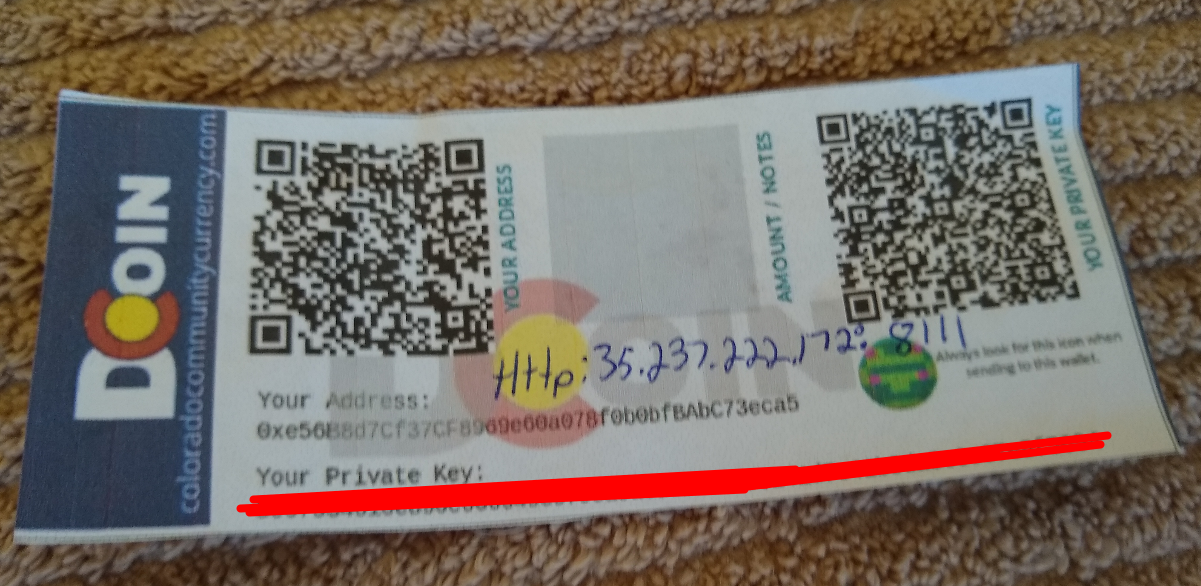 DCOIN
coloradocommunitycurrency.com
YOUR ADDRESS
AMOUNT / NOTES
YOUR PRIVATE KEY
COIN
Http:35.237.222.172:8111
Always look for this icon when
sending to this wallet.
Your Address:
0xe56B8d7Cf37CF8969e60a078f0b0bfBAbC73eca5
Your Private Key: